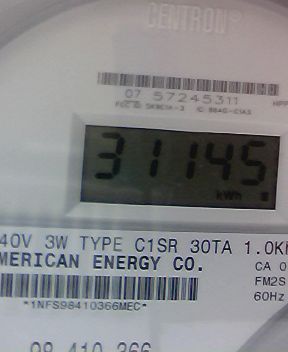 CENTRON®
07 57245311
31145
kWh
40V 3W TYPE C1SR 30TA 1.0K
MERICAN ENERGY CO. CA 0
FM2S
*1NFS98410366MEC* 60Hz
98 410 366